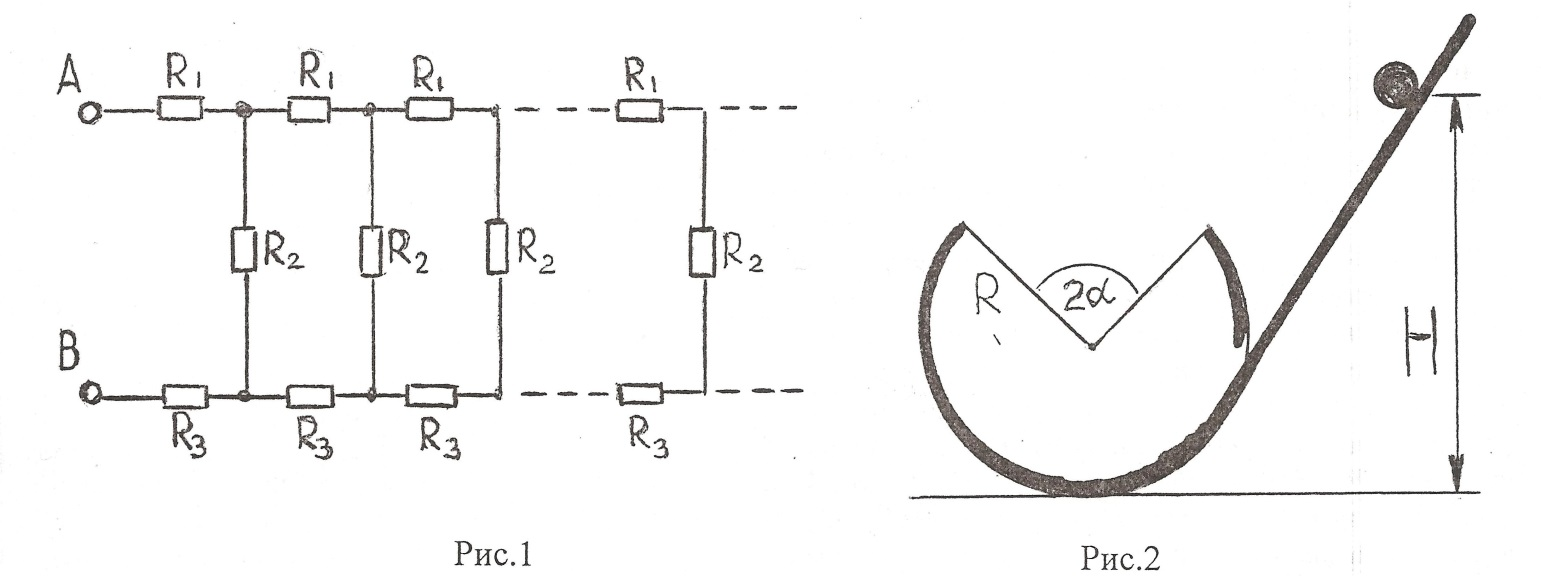 A R₁ R₁ R₁ R₁
R₂ R₂ R₂ R₂
B
R₃ R₃ R₃ R₃
Рис.1
R 2α
H
Рис.2